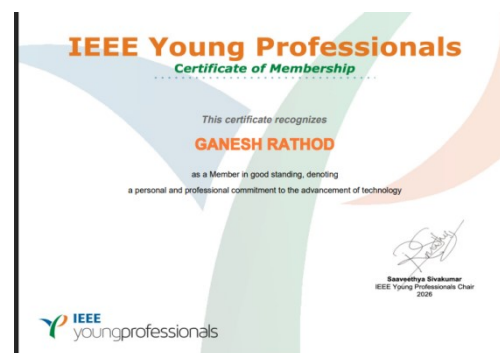 IEEE Young Professionals
Certificate of Membership
This certificate recognizes
GANESH RATHOD
as a Member in good standing, denoting
a personal and professional commitment to the advancement of technology
Saaveethya Sivakumar
IEEE Young Professionals Chair
2026
IEEE
youngprofessionals